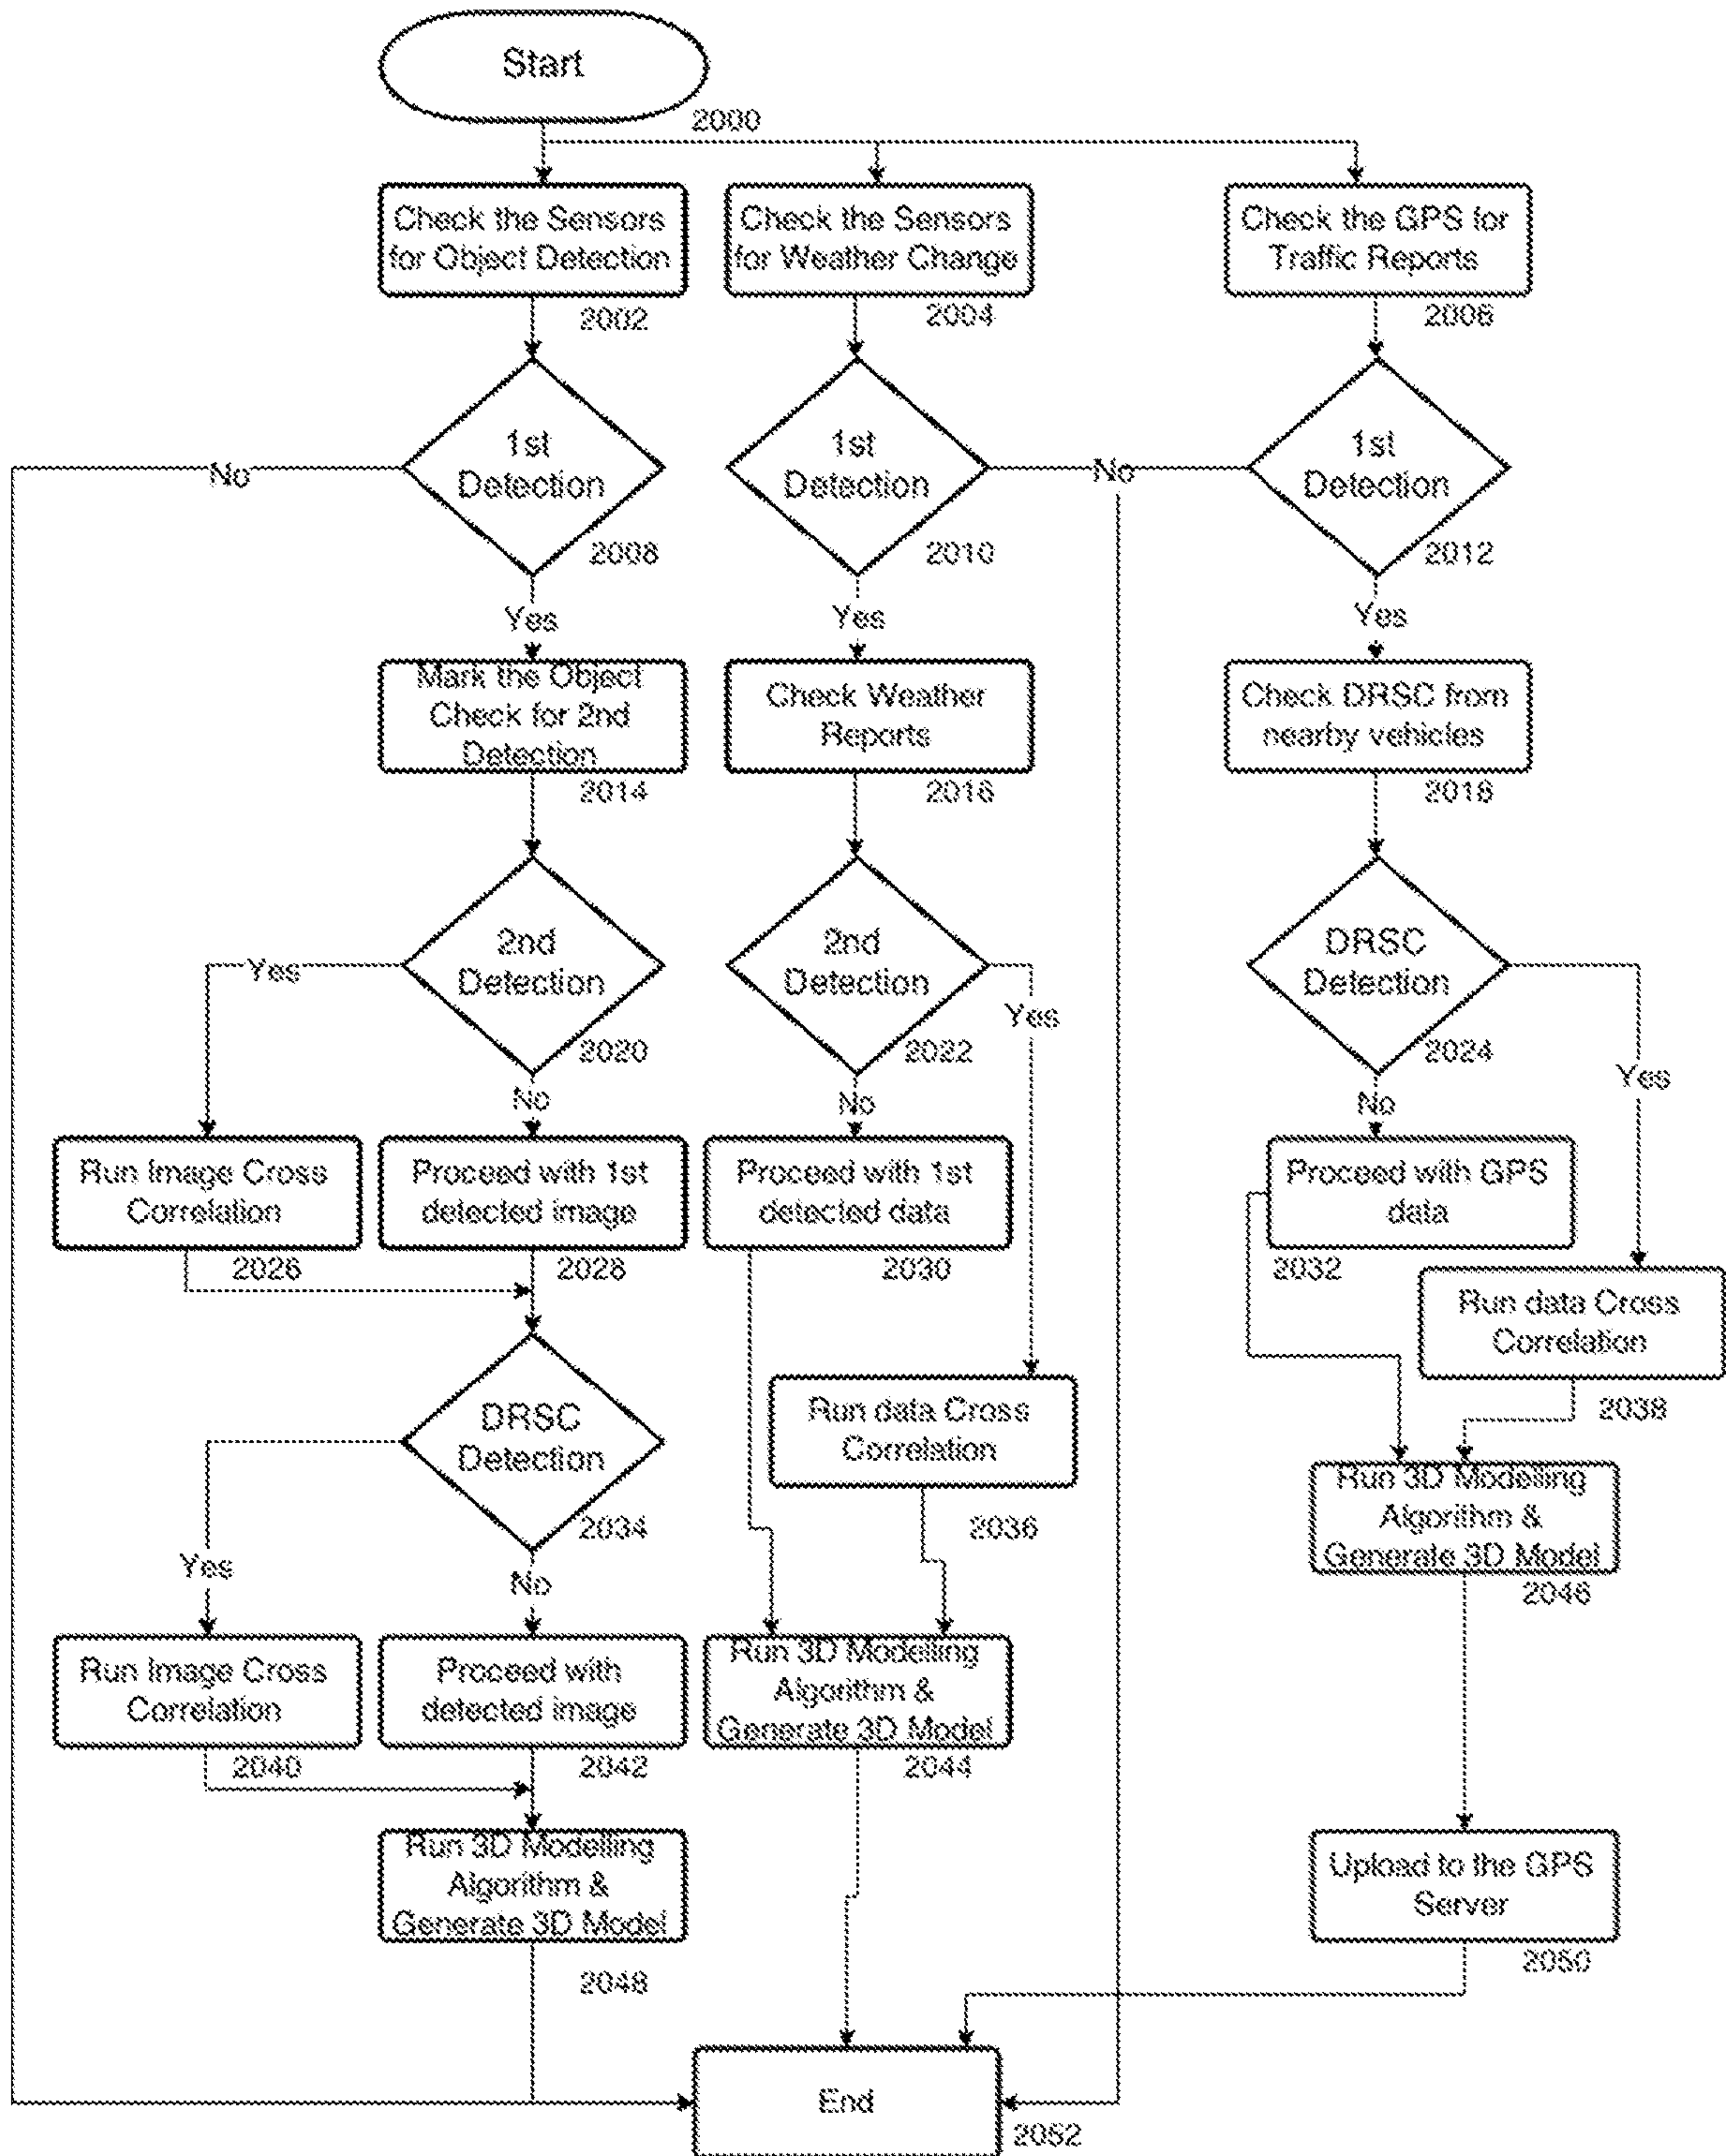 Start
2000
Check the Sensors
for Object Detection
2002
Check the Sensors
for Weather Change
2004
Check the GPS for
Traffic Reports
2006
1st
Detection
2008
No
Yes
1st
Detection
2010
No
Yes
1st
Detection
2012
Yes
Mark the Object
Check for 2nd
Detection
2014
Check Weather
Reports
2016
Check DRSC from
nearby vehicles
2018
2nd
Detection
2020
Yes
No
2nd
Detection
2022
Yes
No
DRSC
Detection
2024
Yes
No
Run Image Cross
Correlation
2026
Proceed with 1st
detected image
2028
Proceed with 1st
detected data
2030
Proceed with GPS
data
2032
Run data Cross
Correlation
2038
DRSC
Detection
2034
Yes
No
Run data Cross
Correlation
2036
Run 3D Modelling
Algorithm &
Generate 3D Model
2046
Run Image Cross
Correlation
2040
Proceed with
detected image
2042
Run 3D Modelling
Algorithm &
Generate 3D Model
2044
Run 3D Modelling
Algorithm &
Generate 3D Model
2048
Upload to the GPS
Server
2050
End
2052